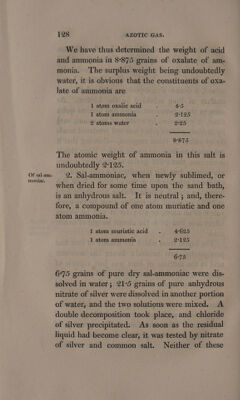 128
AZOTIC GAS.
We have thus determined the weight of acid
and ammonia in 8·875 grains of oxalate of am-
monia. The surplus weight being undoubtedly
water, it is obvious that the constituents of oxa-
late of ammonia are
1 atom oxalic acid . 4·5
1 atom ammonia . 2·125
2 atoms water . 2·25
8·875
The atomic weight of ammonia in this salt is
undoubtedly 2·125.
Of sal-am-
moniac.
2. Sal-ammoniac, when newly sublimed, or
when dried for some time upon the sand bath,
is an anhydrous salt. It is neutral; and, there-
fore, a compound of one atom muriatic and one
atom ammonia.
1 atom muriatic acid . 4·625
1 atom ammonia . 2·125
6·75
6·75 grains of pure dry sal-ammoniac were dis-
solved in water; 21·5 grains of pure anhydrous
nitrate of silver were dissolved in another portion
of water, and the two solutions were mixed. A
double decomposition took place, and chloride
of silver precipitated. As soon as the residual
liquid had become clear, it was tested by nitrate
of silver and common salt. Neither of these